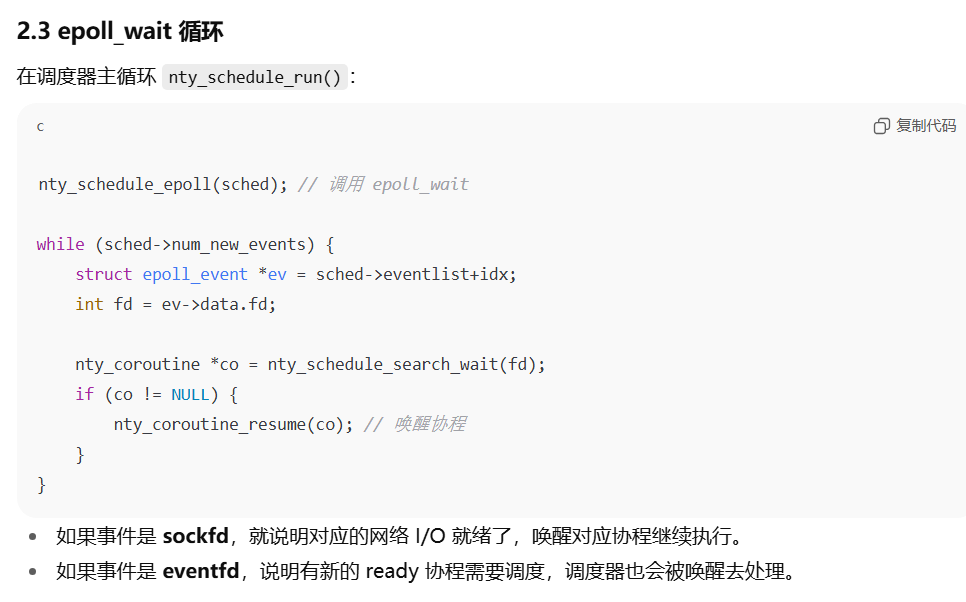 2.3 epoll_wait 循环
在调度器主循环 nty_schedule_run()：
c
复制代码
nty_schedule_epoll(sched); // 调用 epoll_wait
while (sched->num_new_events) {
    struct epoll_event *ev = sched->eventlist+idx;
    int fd = ev->data.fd;
    nty_coroutine *co = nty_schedule_search_wait(fd);
    if (co != NULL) {
        nty_coroutine_resume(co); // 唤醒协程
    }
}
• 如果事件是 sockfd，就说明对应的网络 I/O 就绪了，唤醒对应协程继续执行。
• 如果事件是 eventfd，说明有新的 ready 协程需要调度，调度器也会被唤醒去处理。